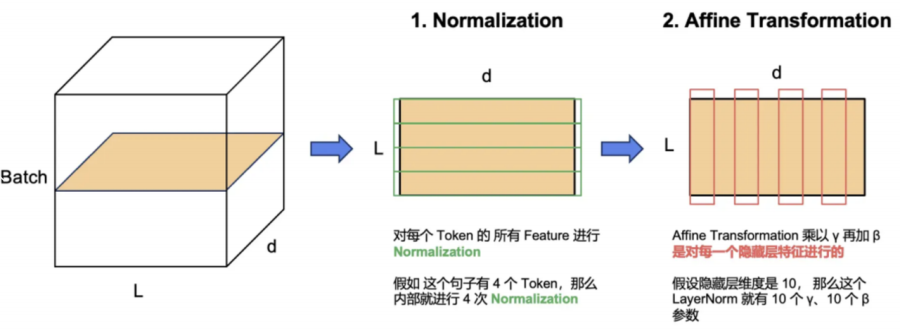 1. Normalization
2. Affine Transformation
d
d
L
L
Batch
d
L
对每个 Token 的 所有 Feature 进行
Normalization
假如 这个句子有 4 个 Token，那么
内部就进行 4 次 Normalization
Affine Transformation 乘以 γ 再加 β
是对每一个隐藏层特征进行的
假设隐藏层维度是 10， 那么这个
LayerNorm 就有 10 个 γ、10 个 β
参数